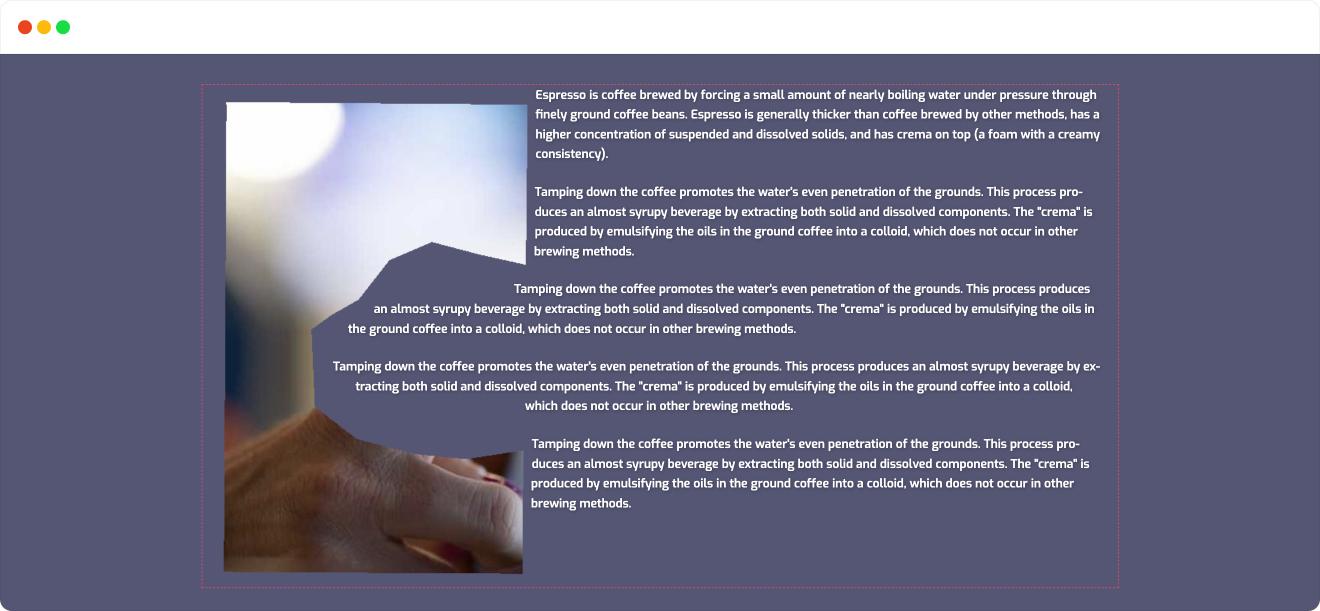 Espresso is coffee brewed by forcing a small amount of nearly boiling water under pressure through
finely ground coffee beans. Espresso is generally thicker than coffee brewed by other methods, has a
higher concentration of suspended and dissolved solids, and has crema on top (a foam with a creamy
consistency).
Tamping down the coffee promotes the water's even penetration of the grounds. This process pro-
duces an almost syrupy beverage by extracting both solid and dissolved components. The "crema" is
produced by emulsifying the oils in the ground coffee into a colloid, which does not occur in other
brewing methods.
Tamping down the coffee promotes the water's even penetration of the grounds. This process produces
an almost syrupy beverage by extracting both solid and dissolved components. The "crema" is produced by emulsifying the oils in
the ground coffee into a colloid, which does not occur in other brewing methods.
Tamping down the coffee promotes the water's even penetration of the grounds. This process produces an almost syrupy beverage by ex-
tracting both solid and dissolved components. The "crema" is produced by emulsifying the oils in the ground coffee into a colloid,
which does not occur in other brewing methods.
Tamping down the coffee promotes the water's even penetration of the grounds. This process pro-
duces an almost syrupy beverage by extracting both solid and dissolved components. The "crema" is
produced by emulsifying the oils in the ground coffee into a colloid, which does not occur in other
brewing methods.